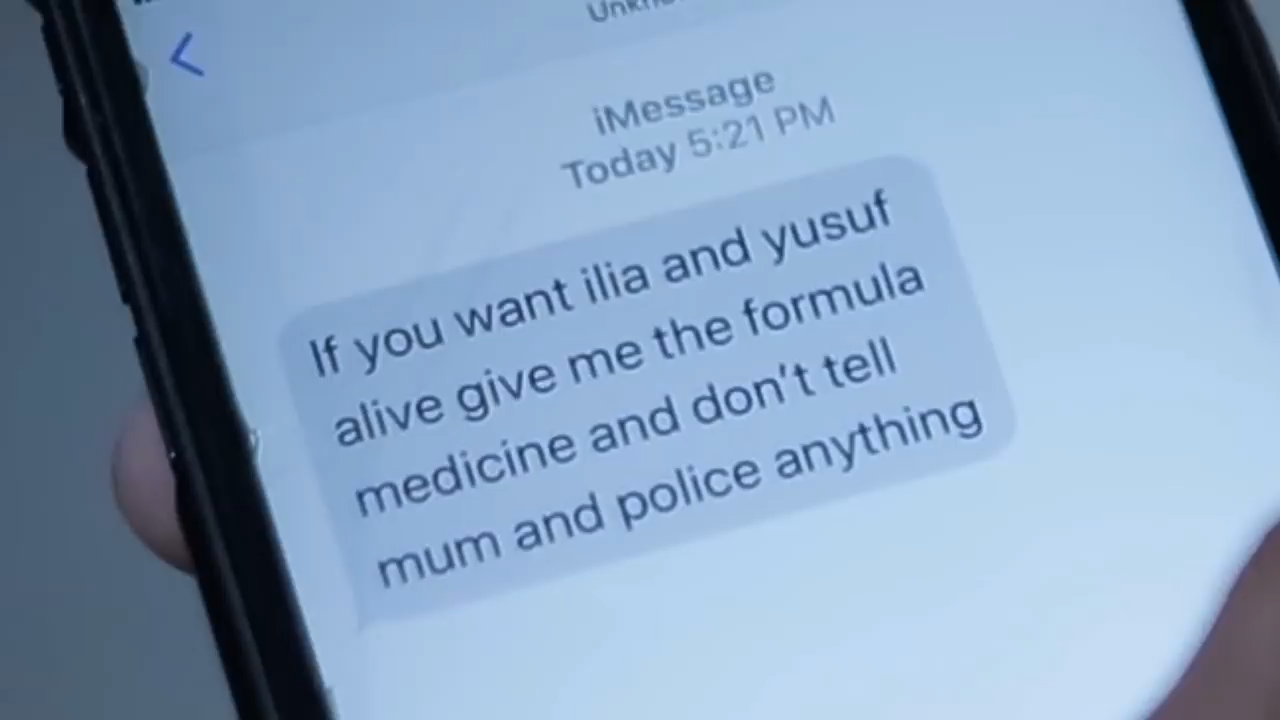 iMessage
Today 5:21 PM
If you want ilia and yusuf
alive give me the formula
medicine and don't tell
mum and police anything